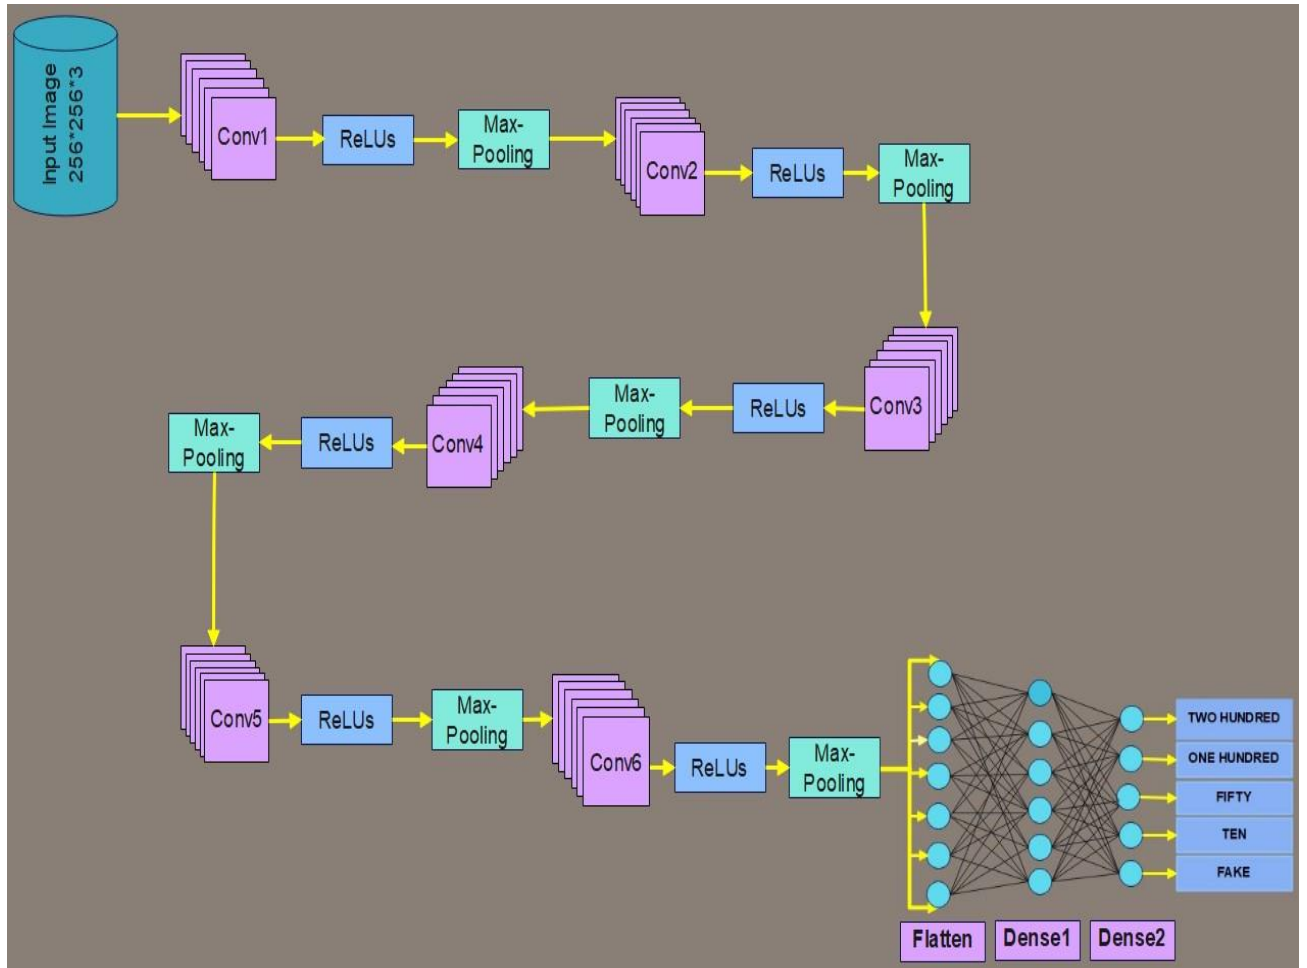 Input Image
256*256*3
Conv1
ReLUs
Max-
Pooling
Conv2
ReLUs
Max-
Pooling
Conv3
ReLUs
Max-
Pooling
Conv4
ReLUs
Max-
Pooling
Conv5
ReLUs
Max-
Pooling
Conv6
ReLUs
Max-
Pooling
TWO HUNDRED
ONE HUNDRED
FIFTY
TEN
FAKE
Flatten
Dense1
Dense2